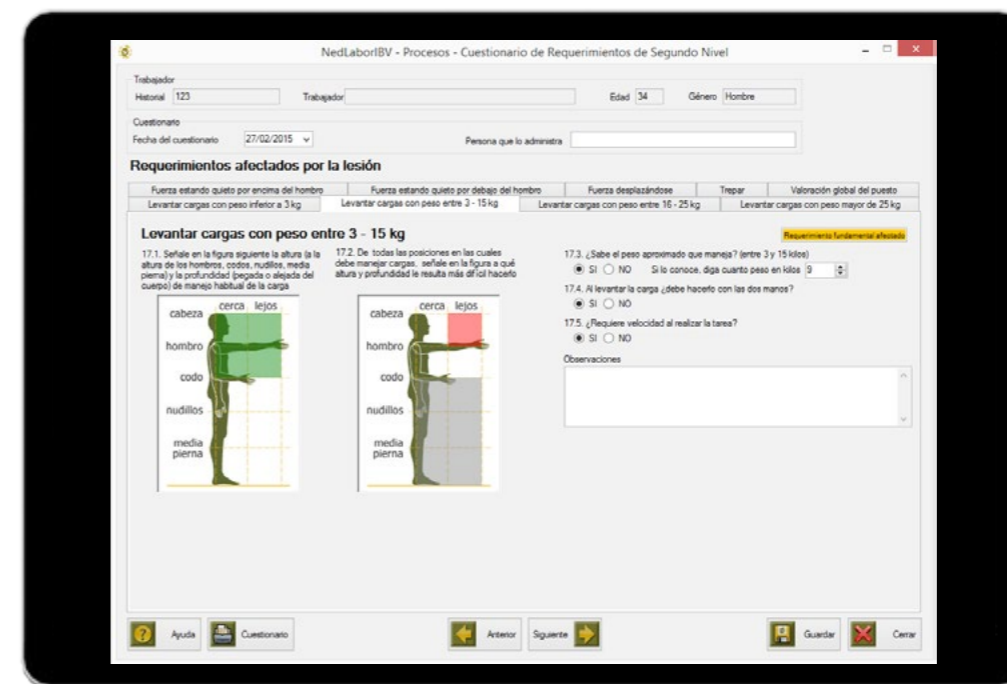 NedLaborIBV - Procesos - Cuestionario de Requerimientos de Segundo Nivel
Trabajador
Historial 123 Trabajador Edad 34 Género Hombre
Cuestionario
Fecha del cuestionario 27/02/2015 Persona que lo administra
Requerimientos afectados por la lesión
Fuerza estando quieto por encima del hombro Fuerza estando quieto por debajo del hombro Fuerza desplazándose Trepar Valoración global del puesto
Levantar cargas con peso inferior a 3 kg Levantar cargas con peso entre 3 - 15 kg Levantar cargas con peso entre 16 - 25 kg Levantar cargas con peso mayor de 25 kg
Levantar cargas con peso entre 3 - 15 kg
Requerimiento fundamental afectado
17.1. Señale en la figura siguiente la altura (a la
altura de los hombros, codos, nudillos, media
pierna) y la profundidad (pegada o alejada del
cuerpo) de manejo habitual de la carga
cerca lejos
cabeza
hombro
codo
nudillos
media
pierna
17.2. De todas las posiciones en las cuales
debe manejar cargas, señale en la figura a qué
altura y profundidad le resulta más difícil hacerlo
cerca lejos
cabeza
hombro
codo
nudillos
media
pierna
17.3. ¿Sabe el peso aproximado que maneja? (entre 3 y 15 kilos)
SI NO Si lo conoce, diga cuanto peso en kilos 9
17.4. Al levantar la carga ¿debe hacerlo con las dos manos?
SI NO
17.5. ¿Requiere velocidad al realizar la tarea?
SI NO
Observaciones
Ayuda Cuestionario Anterior Siguiente Guardar Cerrar